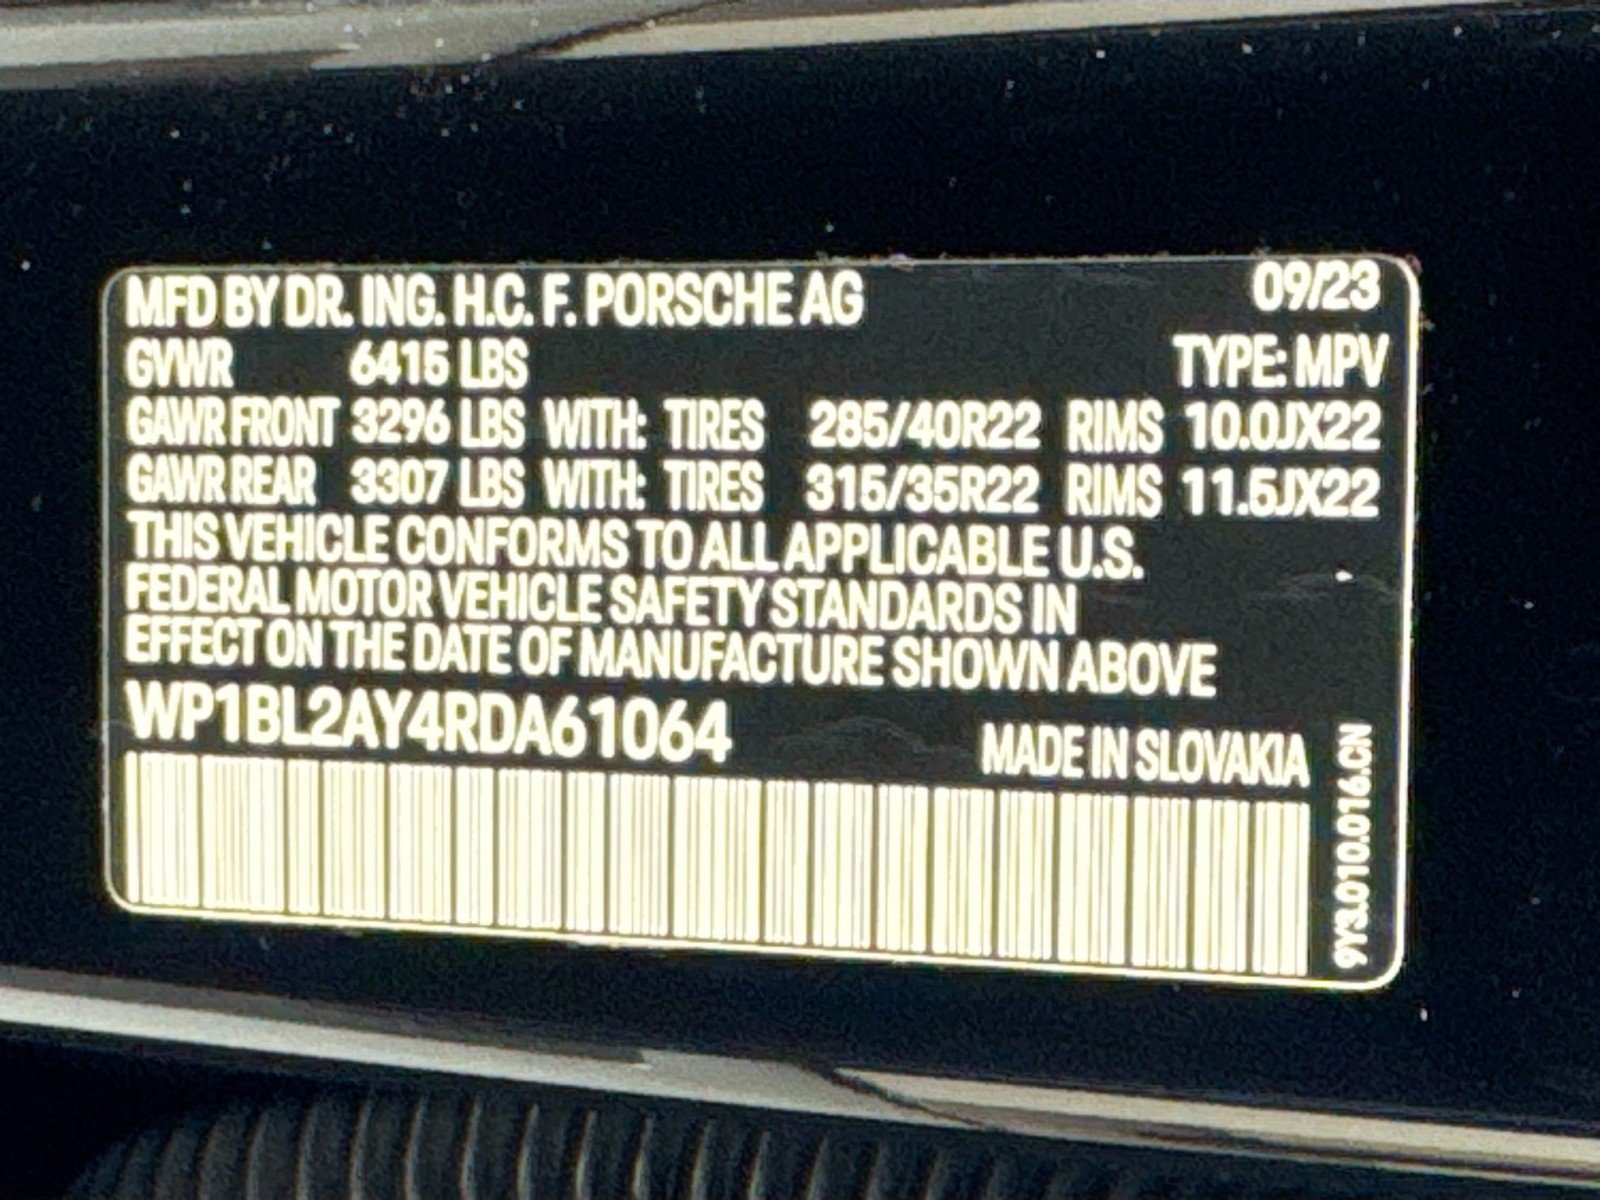 MFD BY DR. ING. H.C. F. PORSCHE AG 09/23
GVWR 6415 LBS TYPE: MPV
GAWR FRONT 3296 LBS WITH: TIRES 285/40R22 RIMS 10.0JX22
GAWR REAR 3307 LBS WITH: TIRES 315/35R22 RIMS 11.5JX22
THIS VEHICLE CONFORMS TO ALL APPLICABLE U.S.
FEDERAL MOTOR VEHICLE SAFETY STANDARDS IN
EFFECT ON THE DATE OF MANUFACTURE SHOWN ABOVE
WP1BL2AY4RDA61064
MADE IN SLOVAKIA
9Y3.010.016.CN